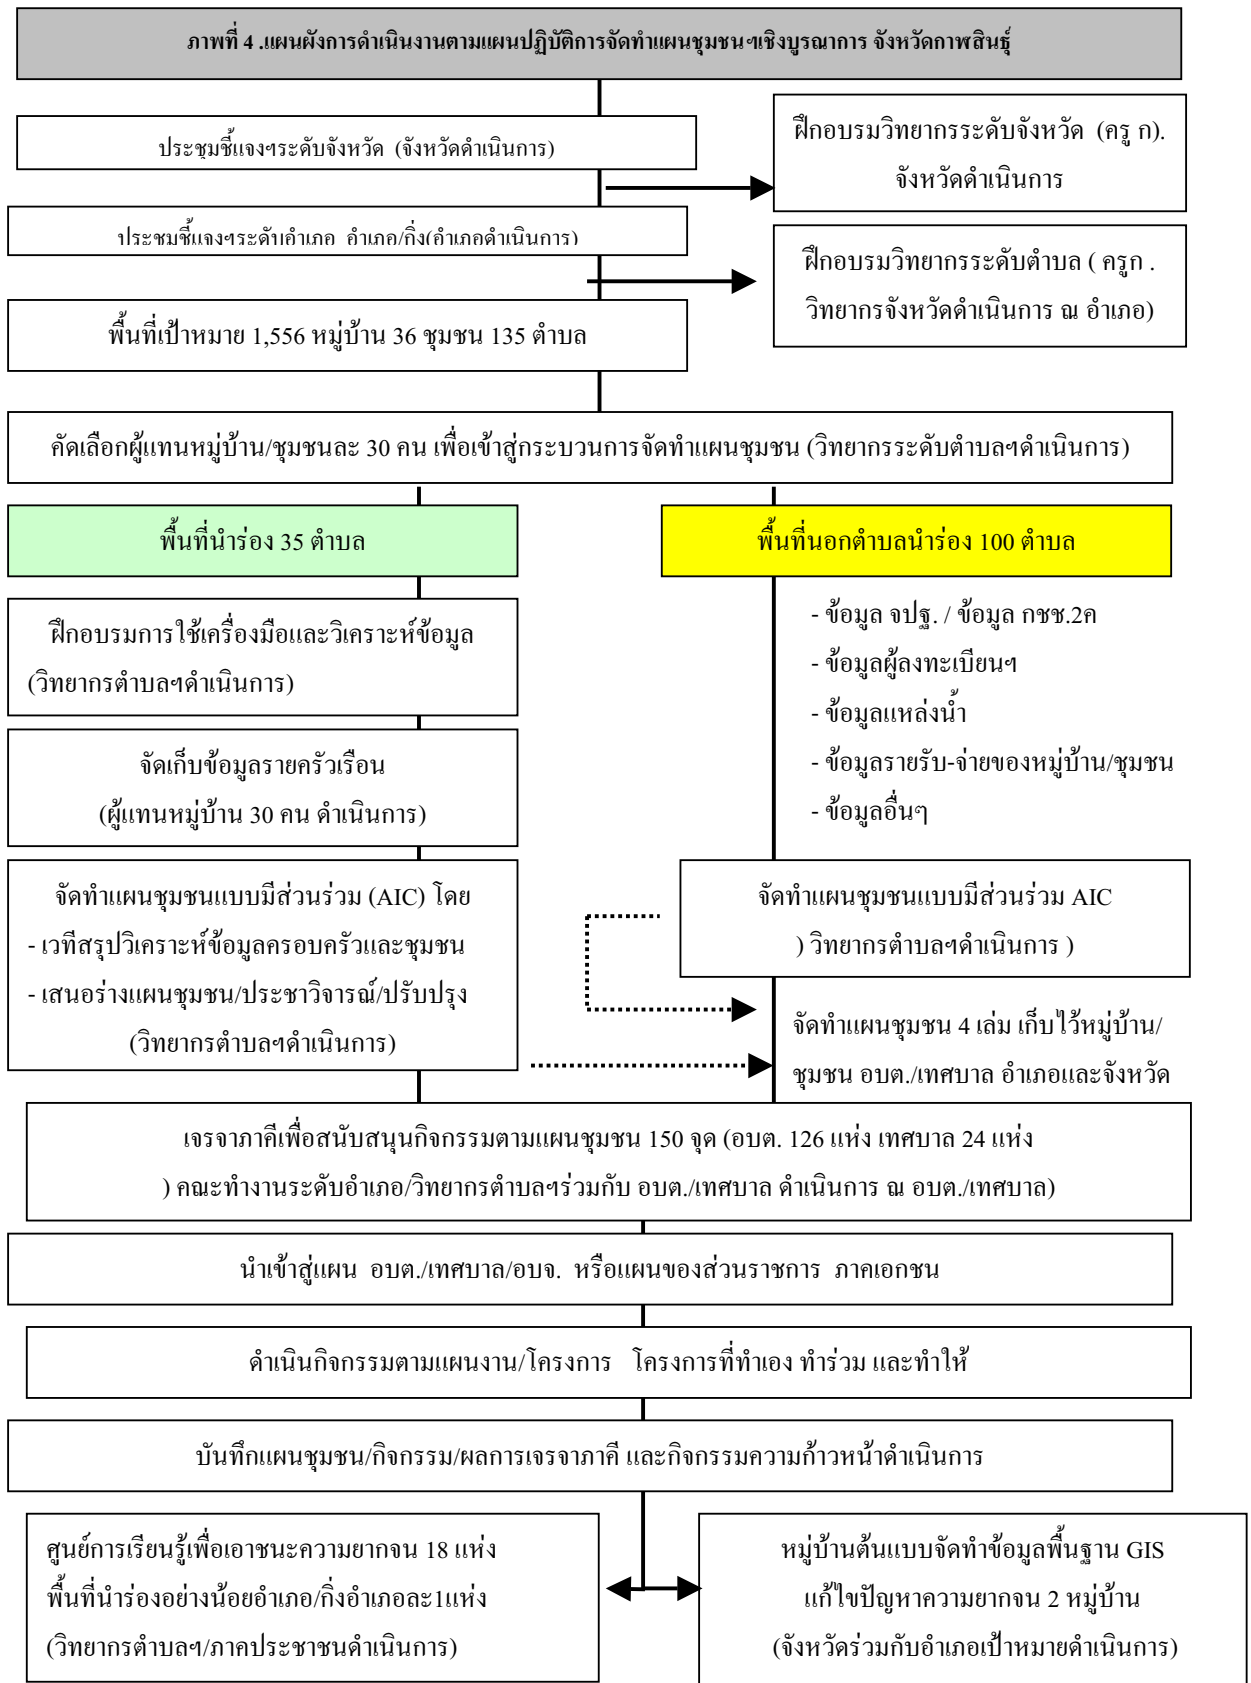 ภาพที่ 4 .แผนผังการดำเนินงานตามแผนปฏิบัติการจัดทำแผนชุมชนฯเชิงบูรณาการ จังหวัดกาฬสินธุ์
ประชุมชี้แจงฯระดับจังหวัด (จังหวัดดำเนินการ)
ฝึกอบรมวิทยากรระดับจังหวัด (ครู ก).
จังหวัดดำเนินการ
ประชุมชี้แจงฯระดับอำเภอ อำเภอ/กิ่ง(อำเภอดำเนินการ)
ฝึกอบรมวิทยากรระดับตำบล ( ครูก .
วิทยากรจังหวัดดำเนินการ ณ อำเภอ)
พื้นที่เป้าหมาย 1,556 หมู่บ้าน 36 ชุมชน 135 ตำบล
คัดเลือกผู้แทนหมู่บ้าน/ชุมชนละ 30 คน เพื่อเข้าสู่กระบวนการจัดทำแผนชุมชน (วิทยากรระดับตำบลฯดำเนินการ)
พื้นที่นำร่อง 35 ตำบล
ฝึกอบรมการใช้เครื่องมือและวิเคราะห์ข้อมูล
(วิทยากรตำบลฯดำเนินการ)
จัดเก็บข้อมูลรายครัวเรือน
(ผู้แทนหมู่บ้าน 30 คน ดำเนินการ)
จัดทำแผนชุมชนแบบมีส่วนร่วม (AIC) โดย
- เวทีสรุปวิเคราะห์ข้อมูลครอบครัวและชุมชน
- เสนอร่างแผนชุมชน/ประชาวิจารณ์/ปรับปรุง
(วิทยากรตำบลฯดำเนินการ)
พื้นที่นอกตำบลนำร่อง 100 ตำบล
- ข้อมูล จปฐ. / ข้อมูล กชช.2ค
- ข้อมูลผู้ลงทะเบียนฯ
- ข้อมูลแหล่งน้ำ
- ข้อมูลรายรับ-จ่ายของหมู่บ้าน/ชุมชน
- ข้อมูลอื่นๆ
จัดทำแผนชุมชนแบบมีส่วนร่วม AIC
) วิทยากรตำบลฯดำเนินการ )
จัดทำแผนชุมชน 4 เล่ม เก็บไว้หมู่บ้าน/
ชุมชน อบต./เทศบาล อำเภอและจังหวัด
เจรจาภาคีเพื่อสนับสนุนกิจกรรมตามแผนชุมชน 150 จุด (อบต. 126 แห่ง เทศบาล 24 แห่ง
) คณะทำงานระดับอำเภอ/วิทยากรตำบลฯร่วมกับ อบต./เทศบาล ดำเนินการ ณ อบต./เทศบาล)
นำเข้าสู่แผน อบต./เทศบาล/อบจ. หรือแผนของส่วนราชการ ภาคเอกชน
ดำเนินกิจกรรมตามแผนงาน/โครงการ โครงการที่ทำเอง ทำร่วม และทำให้
บันทึกแผนชุมชน/กิจกรรม/ผลการเจรจาภาคี และกิจกรรมความก้าวหน้าดำเนินการ
ศูนย์การเรียนรู้เพื่อเอาชนะความยากจน 18 แห่ง
พื้นที่นำร่องอย่างน้อยอำเภอ/กิ่งอำเภอละ1แห่ง
(วิทยากรตำบลฯ/ภาคประชาชนดำเนินการ)
หมู่บ้านต้นแบบจัดทำข้อมูลพื้นฐาน GIS
แก้ไขปัญหาความยากจน 2 หมู่บ้าน
(จังหวัดร่วมกับอำเภอเป้าหมายดำเนินการ)